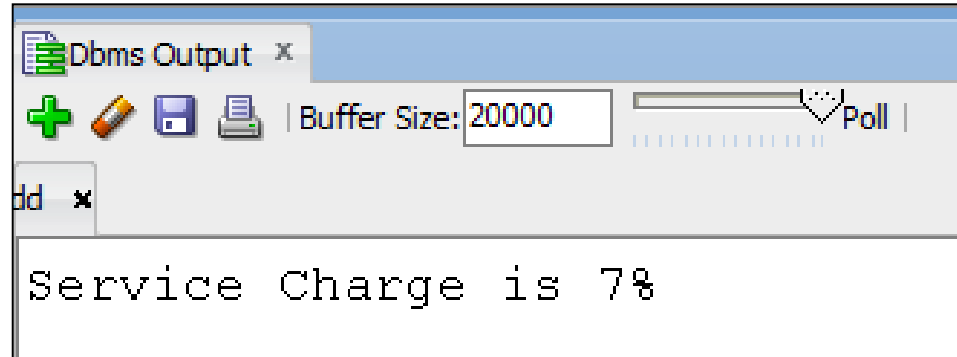 Dbms Output
Buffer Size: 20000 Poll
dd
Service Charge is 7%